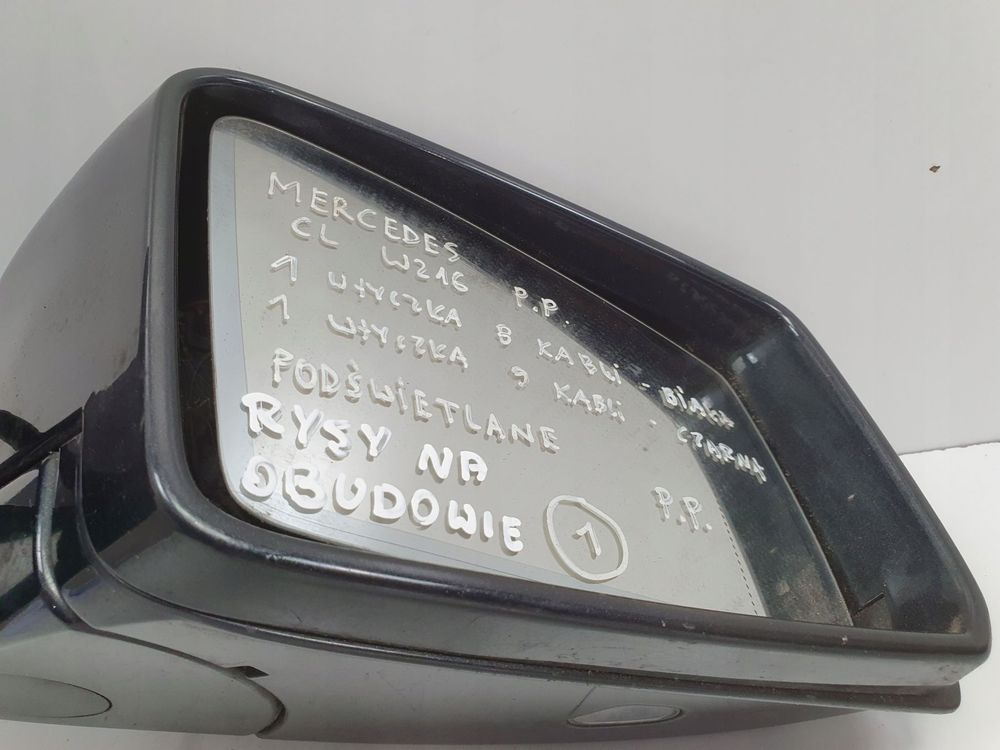 MERCEDES
CL W216 P.P.
1 WTYCZKA 8 KABLI - BIAŁA
1 WTYCZKA 9 KABLI - CZARNA
PODŚWIETLANE
RYSY NA
OBUDOWIE 1 P.P.